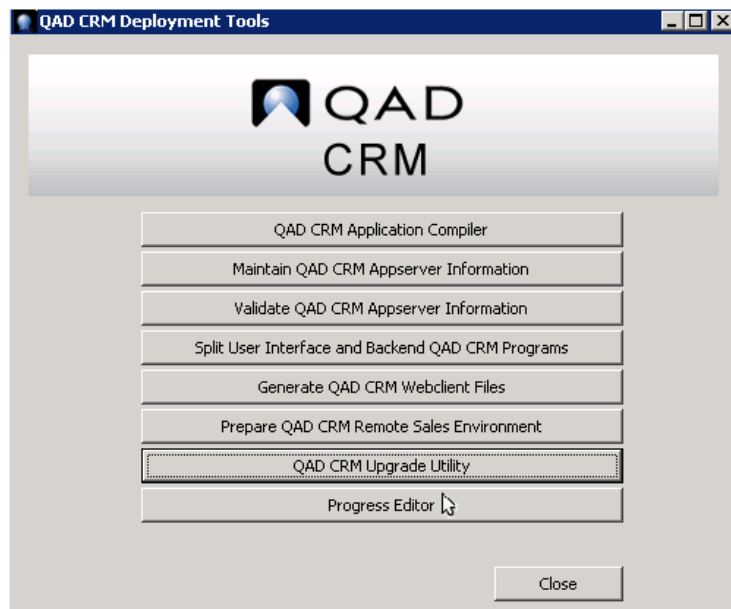 QAD CRM Deployment Tools
QAD
CRM
QAD CRM Application Compiler
Maintain QAD CRM Appserver Information
Validate QAD CRM Appserver Information
Split User Interface and Backend QAD CRM Programs
Generate QAD CRM Webclient Files
Prepare QAD CRM Remote Sales Environment
QAD CRM Upgrade Utility
Progress Editor
Close